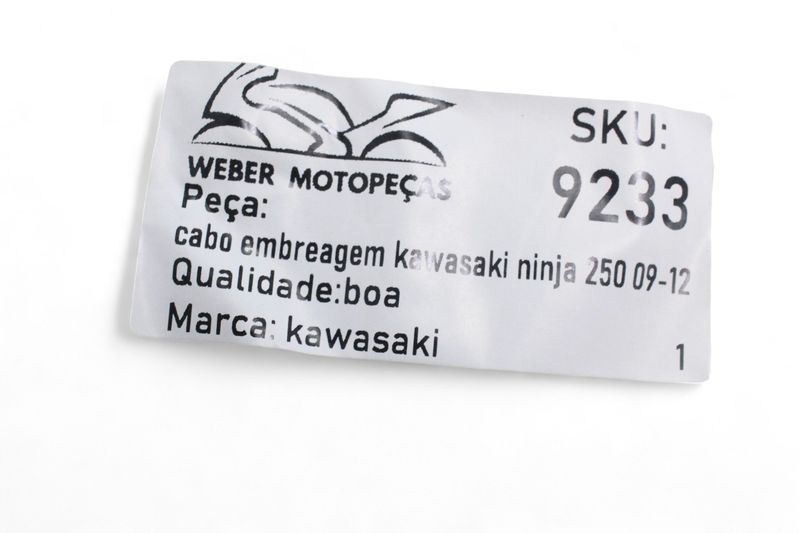 WEBER MOTOPEÇAS
SKU:
9233
Peça:
cabo embreagem kawasaki ninja 250 09-12
Qualidade:boa
Marca: kawasaki
1